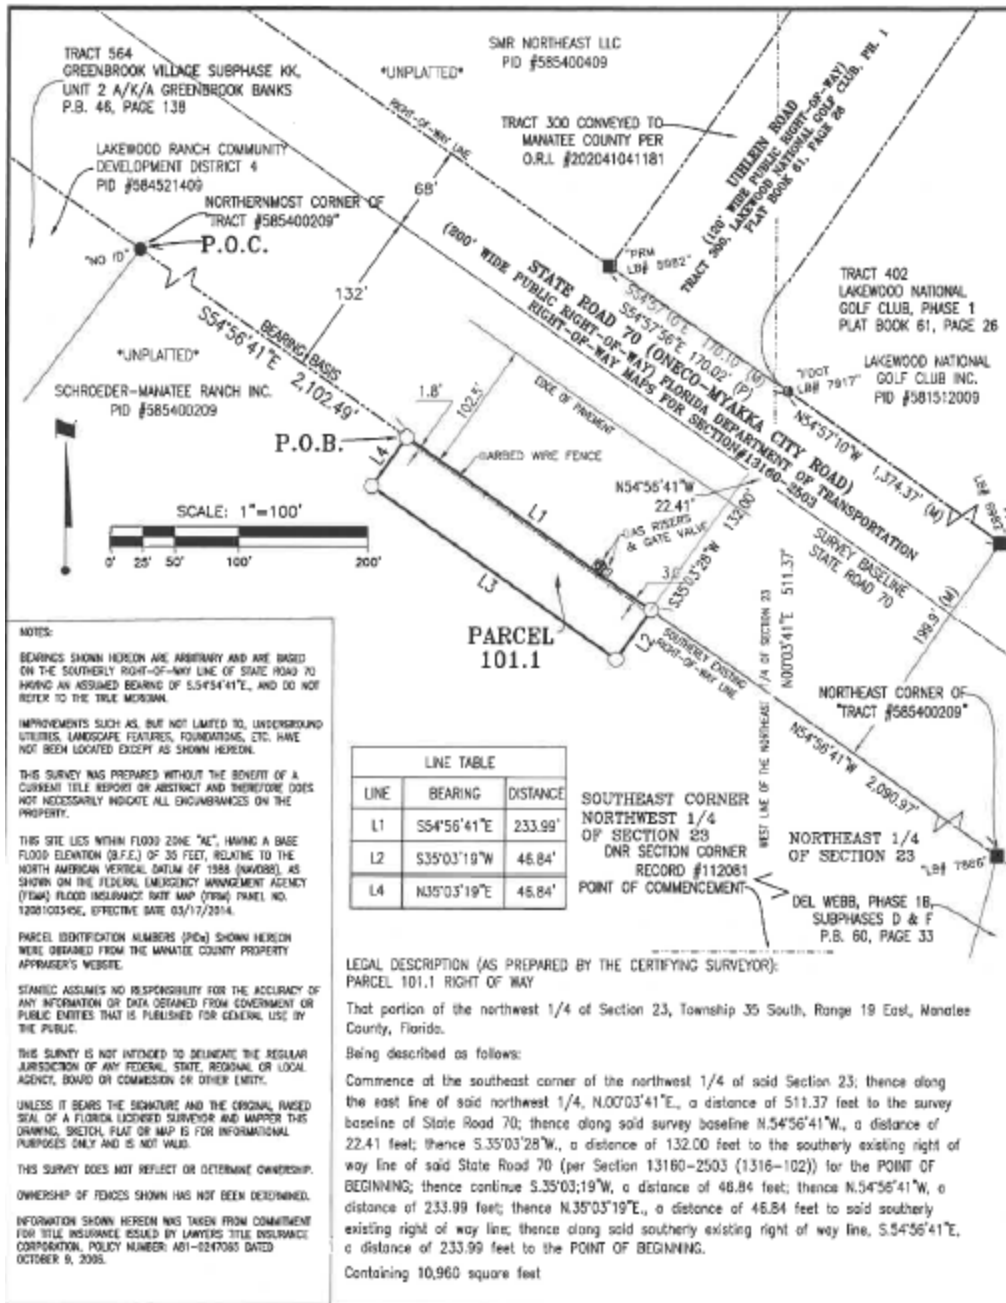 TRACT 564
GREENBROOK VILLAGE SUBPHASE KK,
UNIT 2 A/K/A GREENBROOK BANKS
P.B. 46, PAGE 138
LAKEWOOD RANCH COMMUNITY
DEVELOPMENT DISTRICT 4
PID #584521409
NORTHERNMOST CORNER OF
"TRACT #585400209"
P.O.C.
"NO ID"
*UNPLATTED*
SMR NORTHEAST LLC
PID #585400409
RIGHT-OF-WAY LINE
TRACT 300 CONVEYED TO
MANATEE COUNTY PER
O.R.I. #202041041181
UIHLEIN ROAD
(120' WIDE PUBLIC RIGHT-OF-WAY)
TRACT 300, LAKEWOOD NATIONAL GOLF CLUB, PH. 1
PLAT BOOK 61, PAGE 26
68'
132'
"PRM
LB# 6982"
S54°57'10"E 170.10' (M)
S54°57'56"E 170.02' (P)
STATE ROAD 70 (ONECO-MYAKKA CITY ROAD)
(200' WIDE PUBLIC RIGHT-OF-WAY) FLORIDA DEPARTMENT OF TRANSPORTATION
RIGHT-OF-WAY MAPS FOR SECTION#13160-2503
TRACT 402
LAKEWOOD NATIONAL
GOLF CLUB, PHASE 1
PLAT BOOK 61, PAGE 26
LAKEWOOD NATIONAL
GOLF CLUB INC.
PID #581512009
"FOOT
LB# 7917"
N54°57'10"W 1,374.37' (M)
BEARING BASIS
S54°56'41"E 2,102.49'
*UNPLATTED*
SCHROEDER-MANATEE RANCH INC.
PID #585400209
P.O.B.
1.8'
102.5'
EDGE OF PAVEMENT
BARBED WIRE FENCE
L4
L1
L3
L2
N54°56'41"W
22.41'
GAS RISERS
& GATE VALVE
S35°03'28"W 132.00'
SURVEY BASELINE
STATE ROAD 70
199.9' (M)
SCALE: 1"=100'
0' 25' 50' 100' 200'
PARCEL
101.1
SOUTHERLY EXISTING
RIGHT-OF-WAY LINE
WEST LINE OF THE NORTHEAST 1/4 OF SECTION 23
N00°03'41"E 511.37'
NORTHEAST CORNER OF
"TRACT #585400209"
N54°56'41"W 2,090.97'
NOTES:
BEARINGS SHOWN HEREON ARE ARBITRARY AND ARE BASED
ON THE SOUTHERLY RIGHT-OF-WAY LINE OF STATE ROAD 70
HAVING AN ASSUMED BEARING OF S.54°54'41"E., AND DO NOT
REFER TO THE TRUE MERIDIAN.
IMPROVEMENTS SUCH AS, BUT NOT LIMITED TO, UNDERGROUND
UTILITIES, LANDSCAPE FEATURES, FOUNDATIONS, ETC. HAVE
NOT BEEN LOCATED EXCEPT AS SHOWN HEREON.
THIS SURVEY WAS PREPARED WITHOUT THE BENEFIT OF A
CURRENT TITLE REPORT OR ABSTRACT AND THEREFORE DOES
NOT NECESSARILY INDICATE ALL ENCUMBRANCES ON THE
PROPERTY.
THIS SITE LIES WITHIN FLOOD ZONE "AE", HAVING A BASE
FLOOD ELEVATION (B.F.E.) OF 35 FEET, RELATIVE TO THE
NORTH AMERICAN VERTICAL DATUM OF 1988 (NAVD88), AS
SHOWN ON THE FEDERAL EMERGENCY MANAGEMENT AGENCY
(FEMA) FLOOD INSURANCE RATE MAP (FIRM) PANEL NO.
12081C0345E, EFFECTIVE DATE 03/17/2014.
PARCEL IDENTIFICATION NUMBERS (PIDs) SHOWN HEREON
WERE OBTAINED FROM THE MANATEE COUNTY PROPERTY
APPRAISER'S WEBSITE.
STANTEC ASSUMES NO RESPONSIBILITY FOR THE ACCURACY OF
ANY INFORMATION OR DATA OBTAINED FROM GOVERNMENT OR
PUBLIC ENTITIES THAT IS PUBLISHED FOR GENERAL USE BY
THE PUBLIC.
THIS SURVEY IS NOT INTENDED TO DELINEATE THE REGULAR
JURISDICTION OF ANY FEDERAL, STATE, REGIONAL OR LOCAL
AGENCY, BOARD OR COMMISSION OR OTHER ENTITY.
UNLESS IT BEARS THE SIGNATURE AND THE ORIGINAL RAISED
SEAL OF A FLORIDA LICENSED SURVEYOR AND MAPPER THIS
DRAWING, SKETCH, PLAT OR MAP IS FOR INFORMATIONAL
PURPOSES ONLY AND IS NOT VALID.
THIS SURVEY DOES NOT REFLECT OR DETERMINE OWNERSHIP.
OWNERSHIP OF FENCES SHOWN HAS NOT BEEN DETERMINED.
INFORMATION SHOWN HEREON WAS TAKEN FROM COMMITMENT
FOR TITLE INSURANCE ISSUED BY LAWYERS TITLE INSURANCE
CORPORATION, POLICY NUMBER: A81-0247065 DATED
OCTOBER 9, 2006.
LINE TABLE
LINE BEARING DISTANCE
L1 S54°56'41"E 233.99'
L2 S35°03'19"W 46.84'
L4 N35°03'19"E 46.84'
SOUTHEAST CORNER
NORTHWEST 1/4
OF SECTION 23
DNR SECTION CORNER
RECORD #112081
POINT OF COMMENCEMENT
NORTHEAST 1/4
OF SECTION 23
"LB# 7866"
DEL WEBB, PHASE 1B,
SUBPHASES D & F
P.B. 60, PAGE 33
LEGAL DESCRIPTION (AS PREPARED BY THE CERTIFYING SURVEYOR):
PARCEL 101.1 RIGHT OF WAY
That portion of the northwest 1/4 of Section 23, Township 35 South, Range 19 East, Manatee
County, Florida.
Being described as follows:
Commence at the southeast corner of the northwest 1/4 of said Section 23; thence along
the east line of said northwest 1/4, N.00°03'41"E., a distance of 511.37 feet to the survey
baseline of State Road 70; thence along said survey baseline N.54°56'41"W., a distance of
22.41 feet; thence S.35°03'28"W., a distance of 132.00 feet to the southerly existing right of
way line of said State Road 70 (per Section 13160-2503 (1316-102)) for the POINT OF
BEGINNING; thence continue S.35°03;19"W, a distance of 46.84 feet; thence N.54°56'41"W, a
distance of 233.99 feet; thence N.35°03'19"E., a distance of 46.84 feet to said southerly
existing right of way line; thence along said southerly existing right of way line, S.54°56'41"E.
a distance of 233.99 feet to the POINT OF BEGINNING.
Containing 10,960 square feet